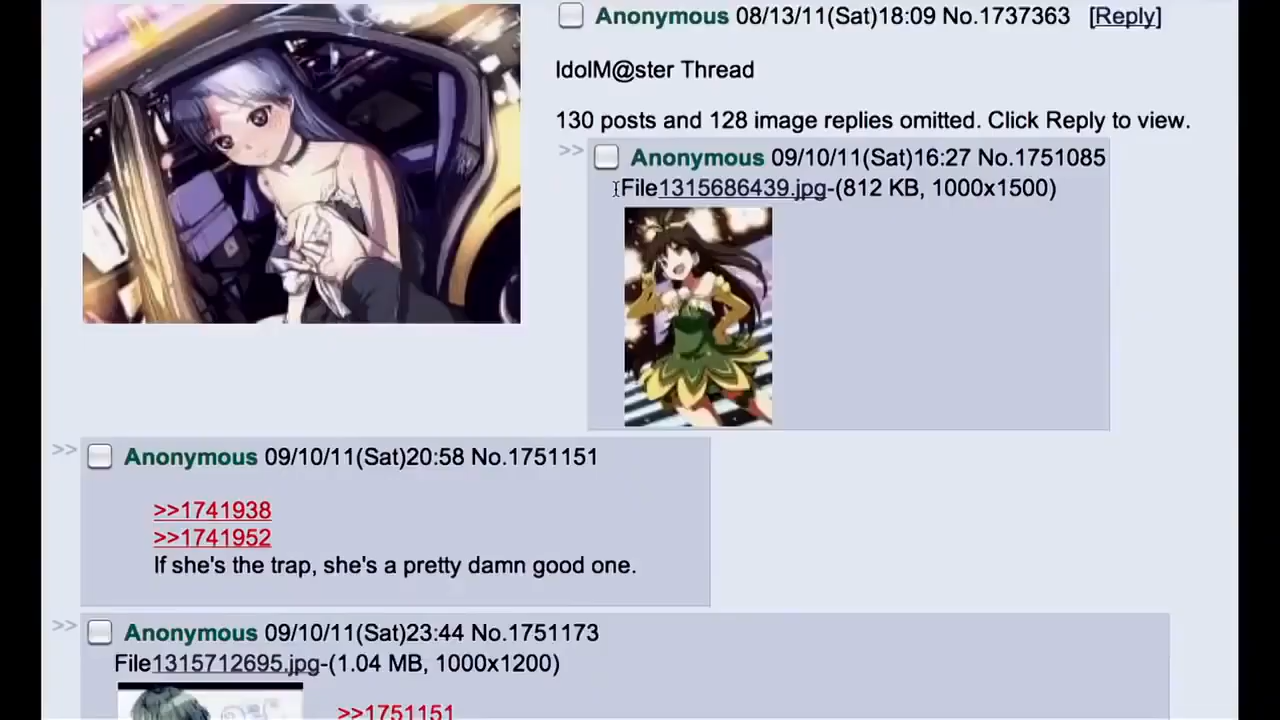 Anonymous 08/13/11(Sat)18:09 No.1737363 [Reply]
IdolM@ster Thread
130 posts and 128 image replies omitted. Click Reply to view.
>> Anonymous 09/10/11(Sat)16:27 No.1751085
File1315686439.jpg-(812 KB, 1000x1500)
>> Anonymous 09/10/11(Sat)20:58 No.1751151
>>1741938
>>1741952
If she's the trap, she's a pretty damn good one.
>> Anonymous 09/10/11(Sat)23:44 No.1751173
File1315712695.jpg-(1.04 MB, 1000x1200)
>>1751151